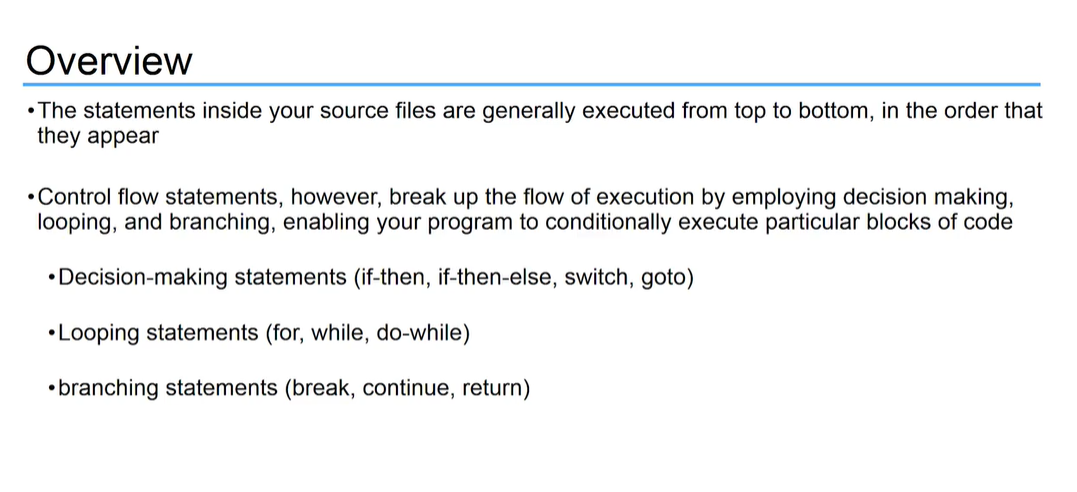 Overview
•The statements inside your source files are generally executed from top to bottom, in the order that
they appear
•Control flow statements, however, break up the flow of execution by employing decision making,
looping, and branching, enabling your program to conditionally execute particular blocks of code
•Decision-making statements (if-then, if-then-else, switch, goto)
•Looping statements (for, while, do-while)
•branching statements (break, continue, return)